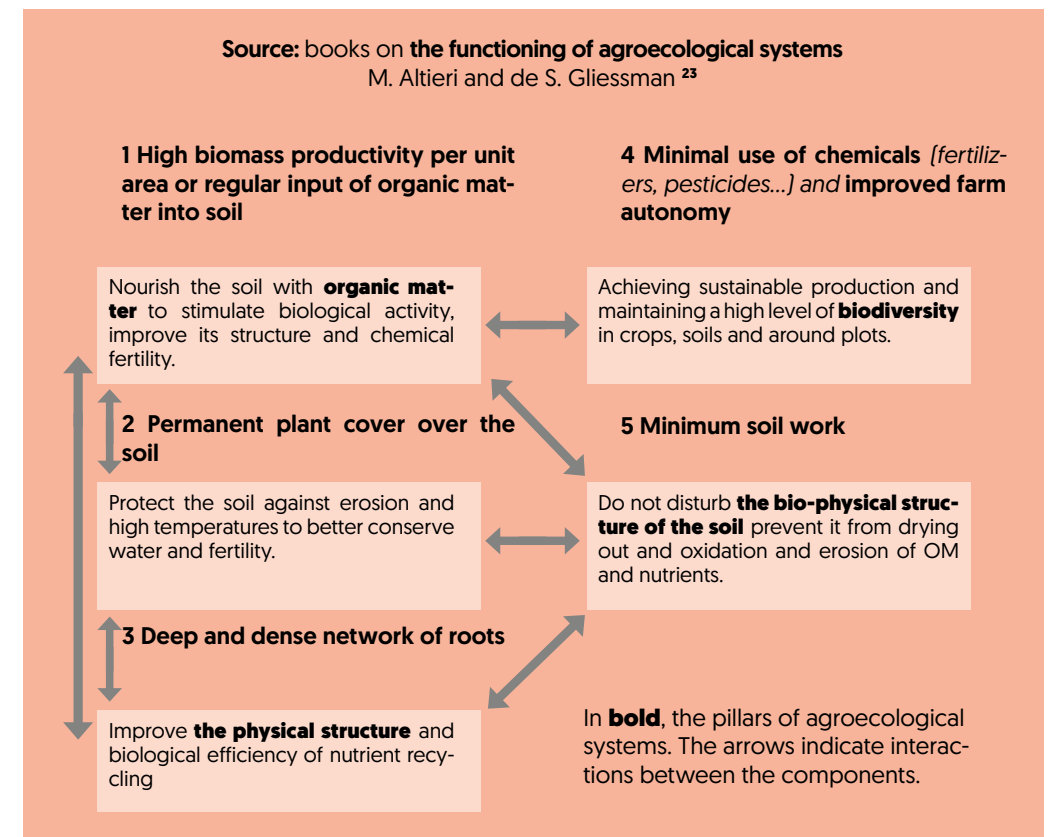 Source: books on the functioning of agroecological systems
M. Altieri and de S. Gliessman 23
1 High biomass productivity per unit
area or regular input of organic mat-
ter into soil
Nourish the soil with organic mat-
ter to stimulate biological activity,
improve its structure and chemical
fertility.
2 Permanent plant cover over the
soil
Protect the soil against erosion and
high temperatures to better conserve
water and fertility.
3 Deep and dense network of roots
Improve the physical structure and
biological efficiency of nutrient recy-
cling
4 Minimal use of chemicals (fertiliz-
ers, pesticides...) and improved farm
autonomy
Achieving sustainable production and
maintaining a high level of biodiversity
in crops, soils and around plots.
5 Minimum soil work
Do not disturb the bio-physical struc-
ture of the soil prevent it from drying
out and oxidation and erosion of OM
and nutrients.
In bold, the pillars of agroecological
systems. The arrows indicate interac-
tions between the components.